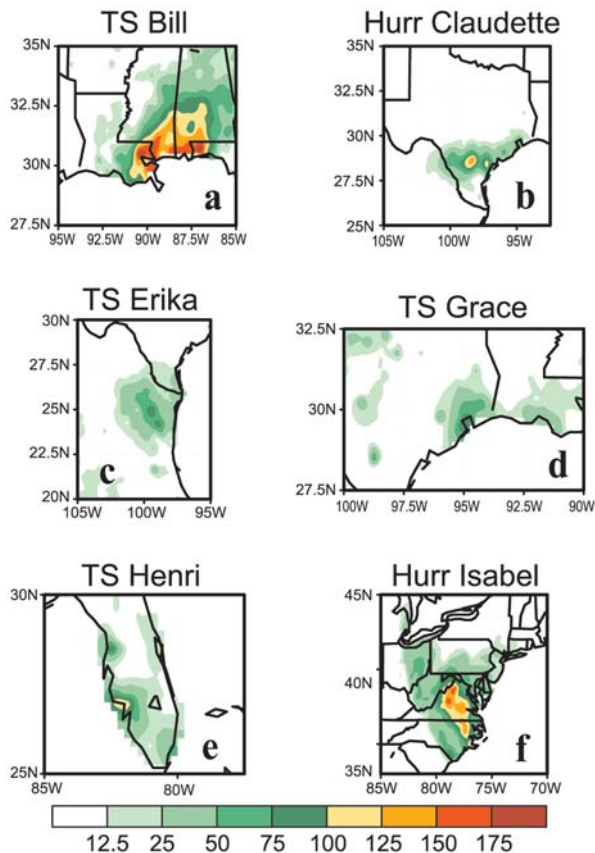 TS Bill
Hurr Claudette
35N
32.5N
30N
27.5N
95W 92.5W 90W 87.5W 85W
a
35N
32.5N
30N
27.5N
25N
105W 100W 95W
b
TS Erika
TS Grace
30N
27.5N
25N
22.5N
20N
105W 100W 95W
c
32.5N
30N
27.5N
100W 97.5W 95W 92.5W 90W
d
TS Henri
Hurr Isabel
30N
25N
85W 80W
e
45N
40N
35N
85W 80W 75W 70W
f
12.5 25 50 75 100 125 150 175